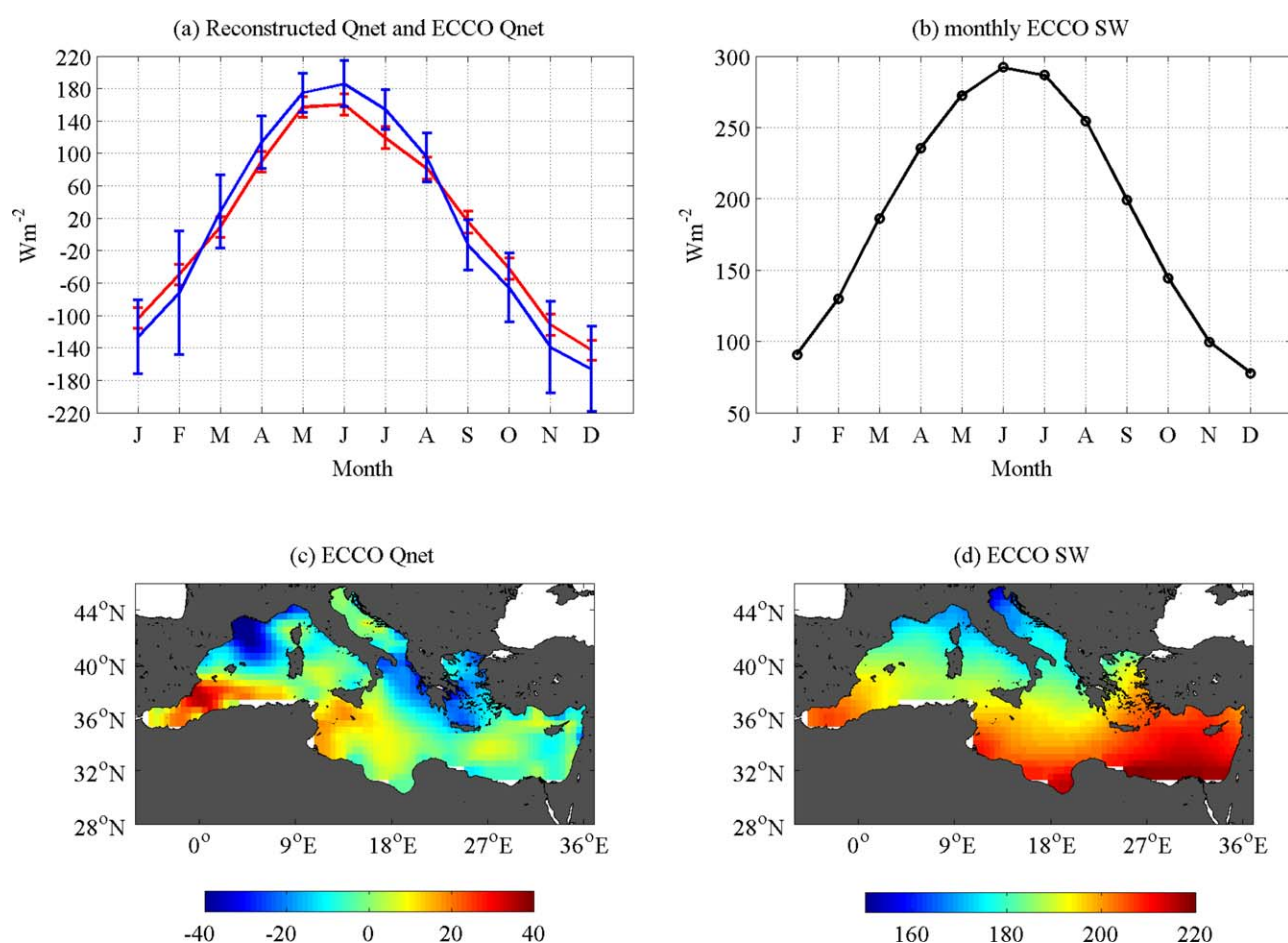 (a) Reconstructed Qnet and ECCO Qnet
220
180
140
100
60
20
-20
-60
-100
-140
-180
-220
Wm⁻²
J F M A M J J A S O N D
Month
(b) monthly ECCO SW
300
250
200
150
100
50
Wm⁻²
J F M A M J J A S O N D
Month
(c) ECCO Qnet
44°N
40°N
36°N
32°N
28°N
0° 9°E 18°E 27°E 36°E
-40 -20 0 20 40
(d) ECCO SW
44°N
40°N
36°N
32°N
28°N
0° 9°E 18°E 27°E 36°E
160 180 200 220